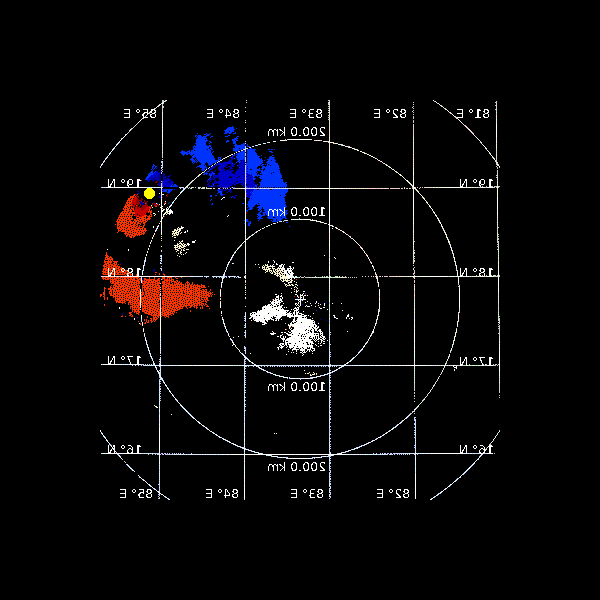 85° E 84° E 83° E 82° E 81° E
200.0 km
19° N 19° N
100.0 km
18° N 18° N
17° N 17° N
100.0 km
16° N 16° N
200.0 km
85° E 84° E 83° E 82° E